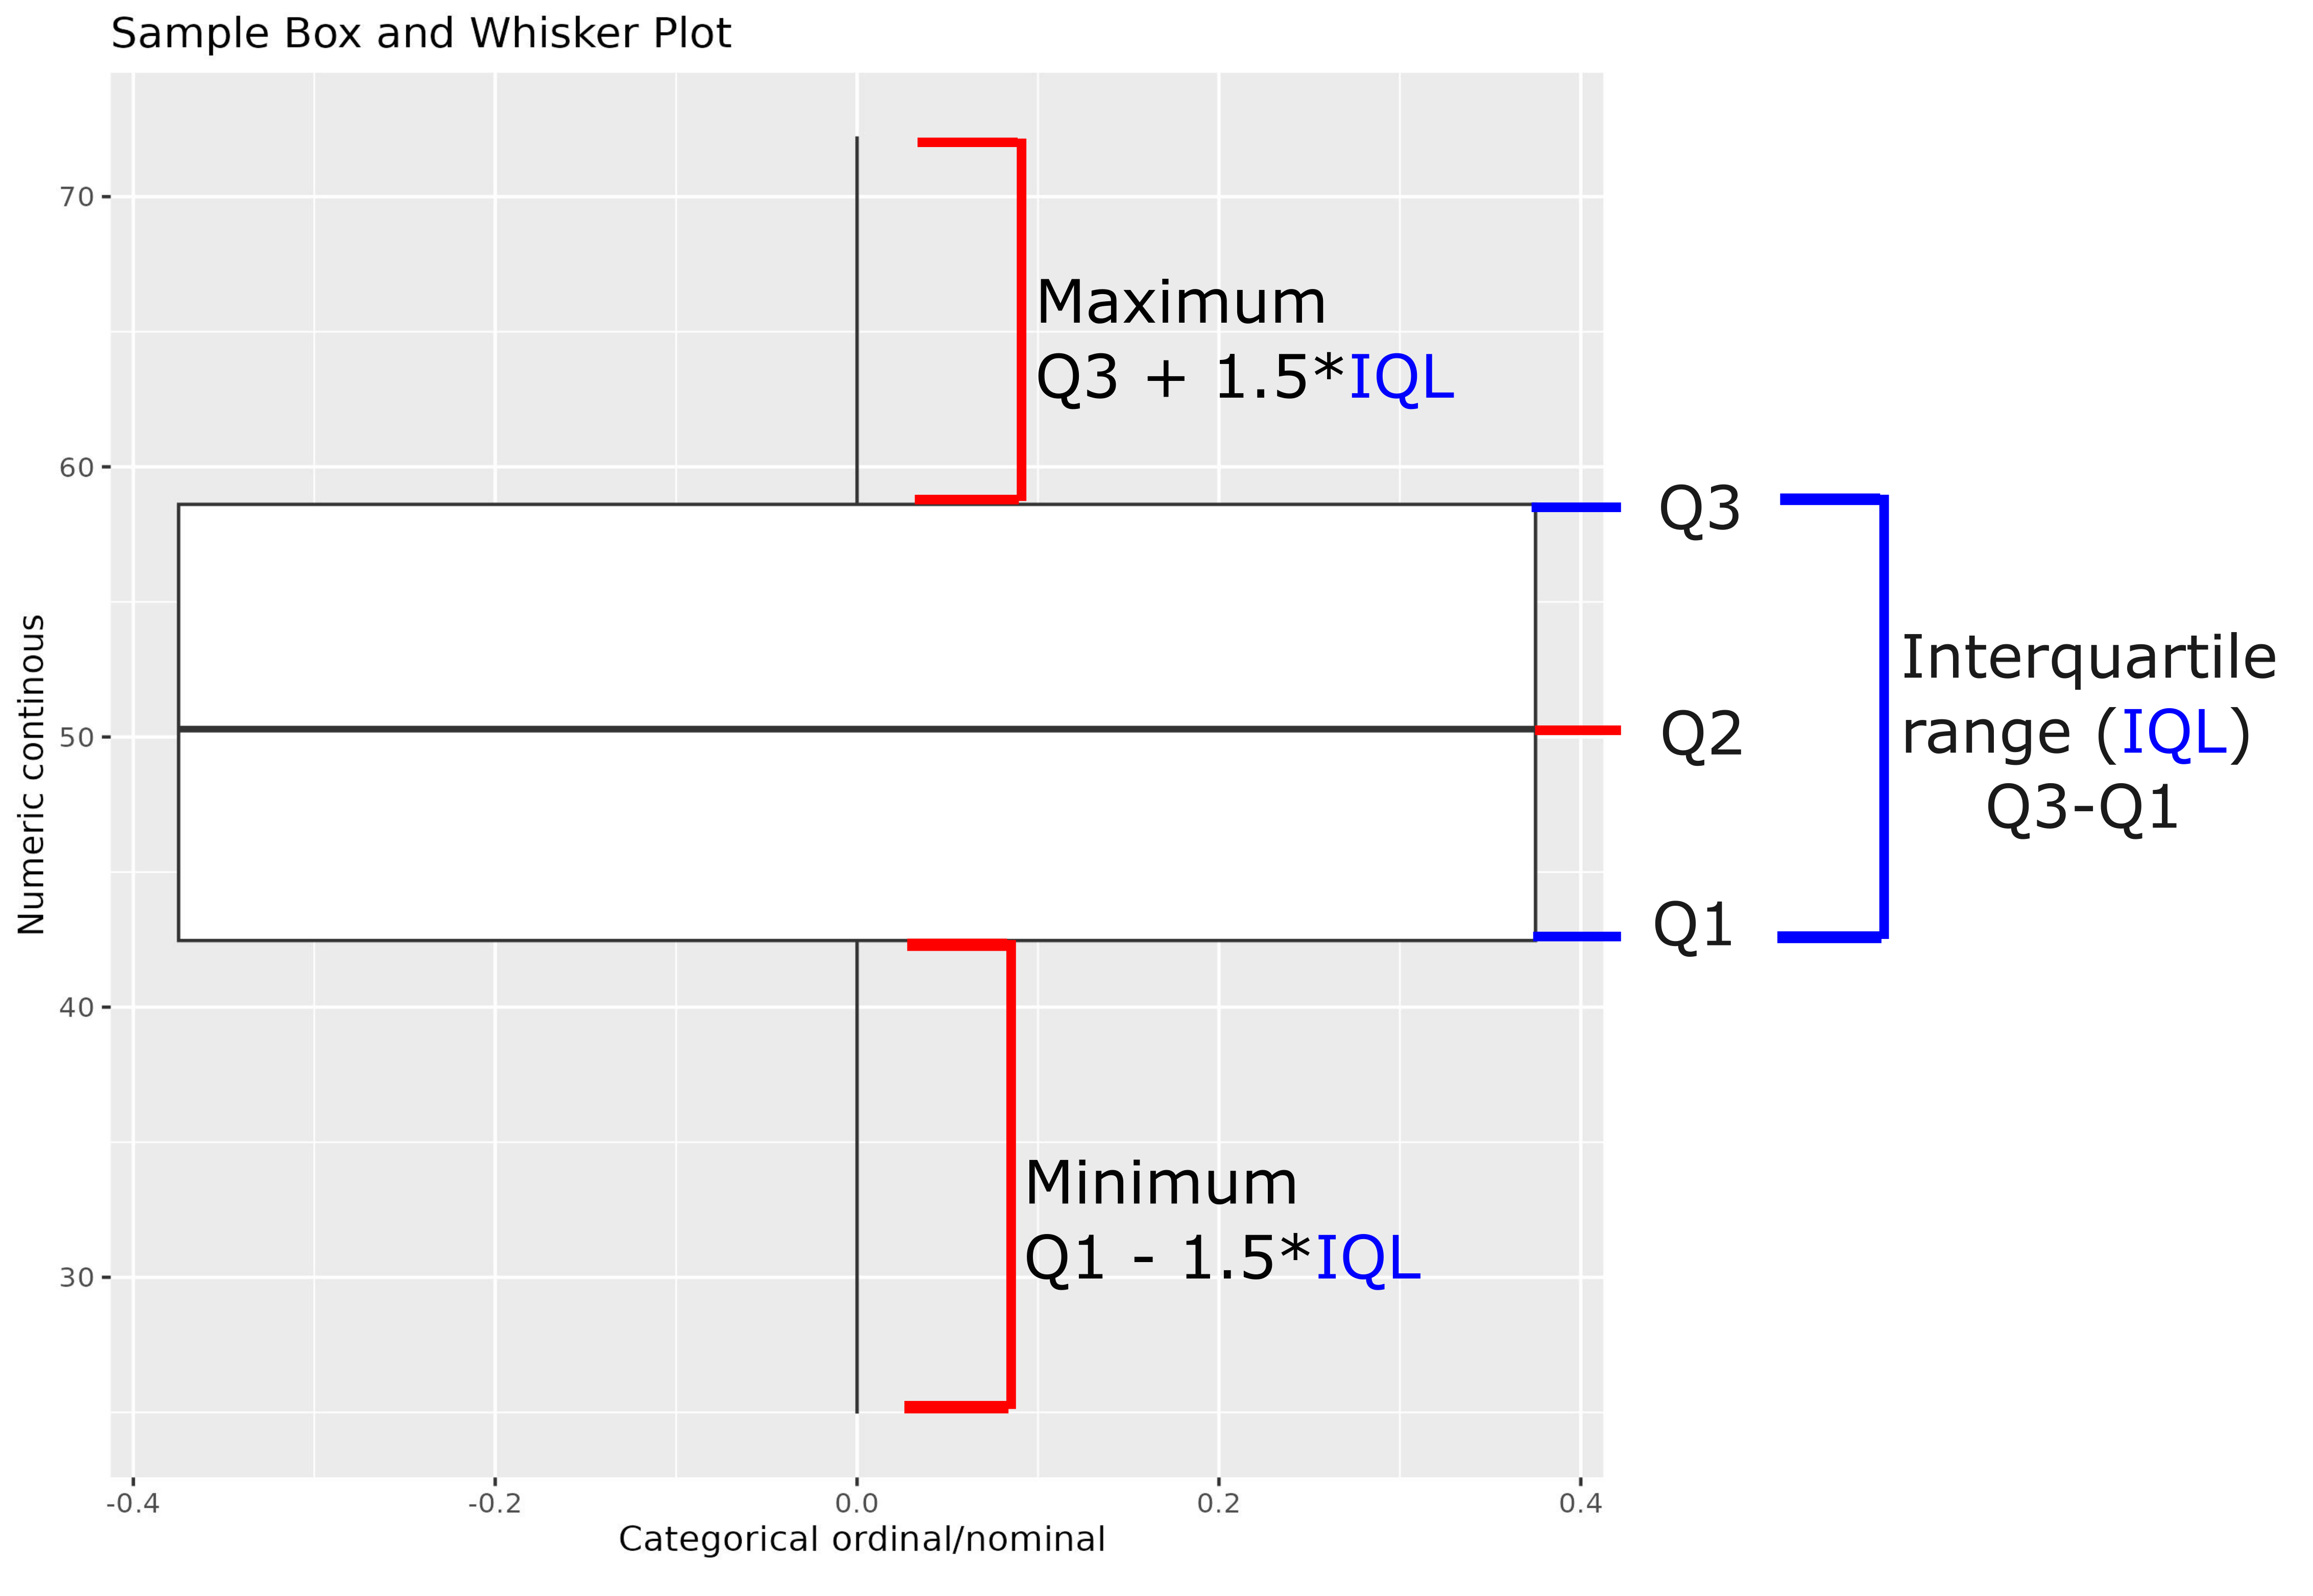 Sample Box and Whisker Plot
70
60
50
40
30
Numeric continous
Maximum
Q3 + 1.5*IQL
Q3
Q2
Q1
Interquartile
range (IQL)
Q3-Q1
Minimum
Q1 - 1.5*IQL
-0.4
-0.2
0.0
0.2
0.4
Categorical ordinal/nominal